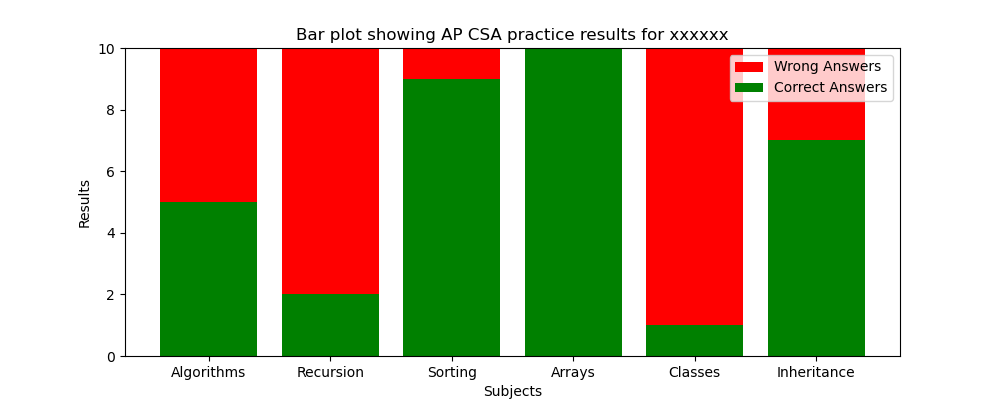 Bar plot showing AP CSA practice results for xxxxxx
Wrong Answers
Correct Answers
10
8
6
4
2
0
Results
Algorithms Recursion Sorting Arrays Classes Inheritance
Subjects